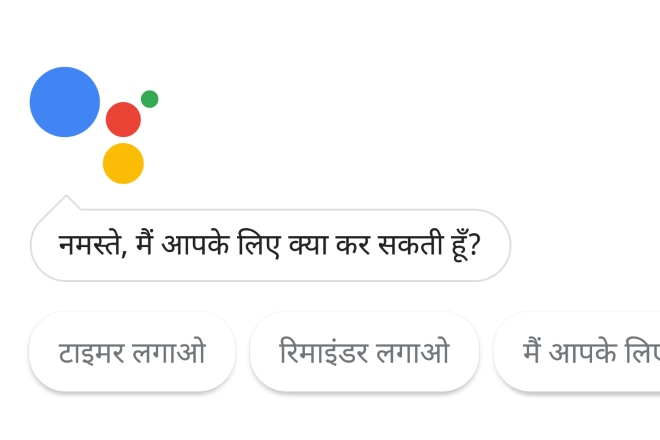 नमस्ते, मैं आपके लिए क्या कर सकती हूँ?
टाइमर लगाओ
रिमाइंडर लगाओ
मैं आपके